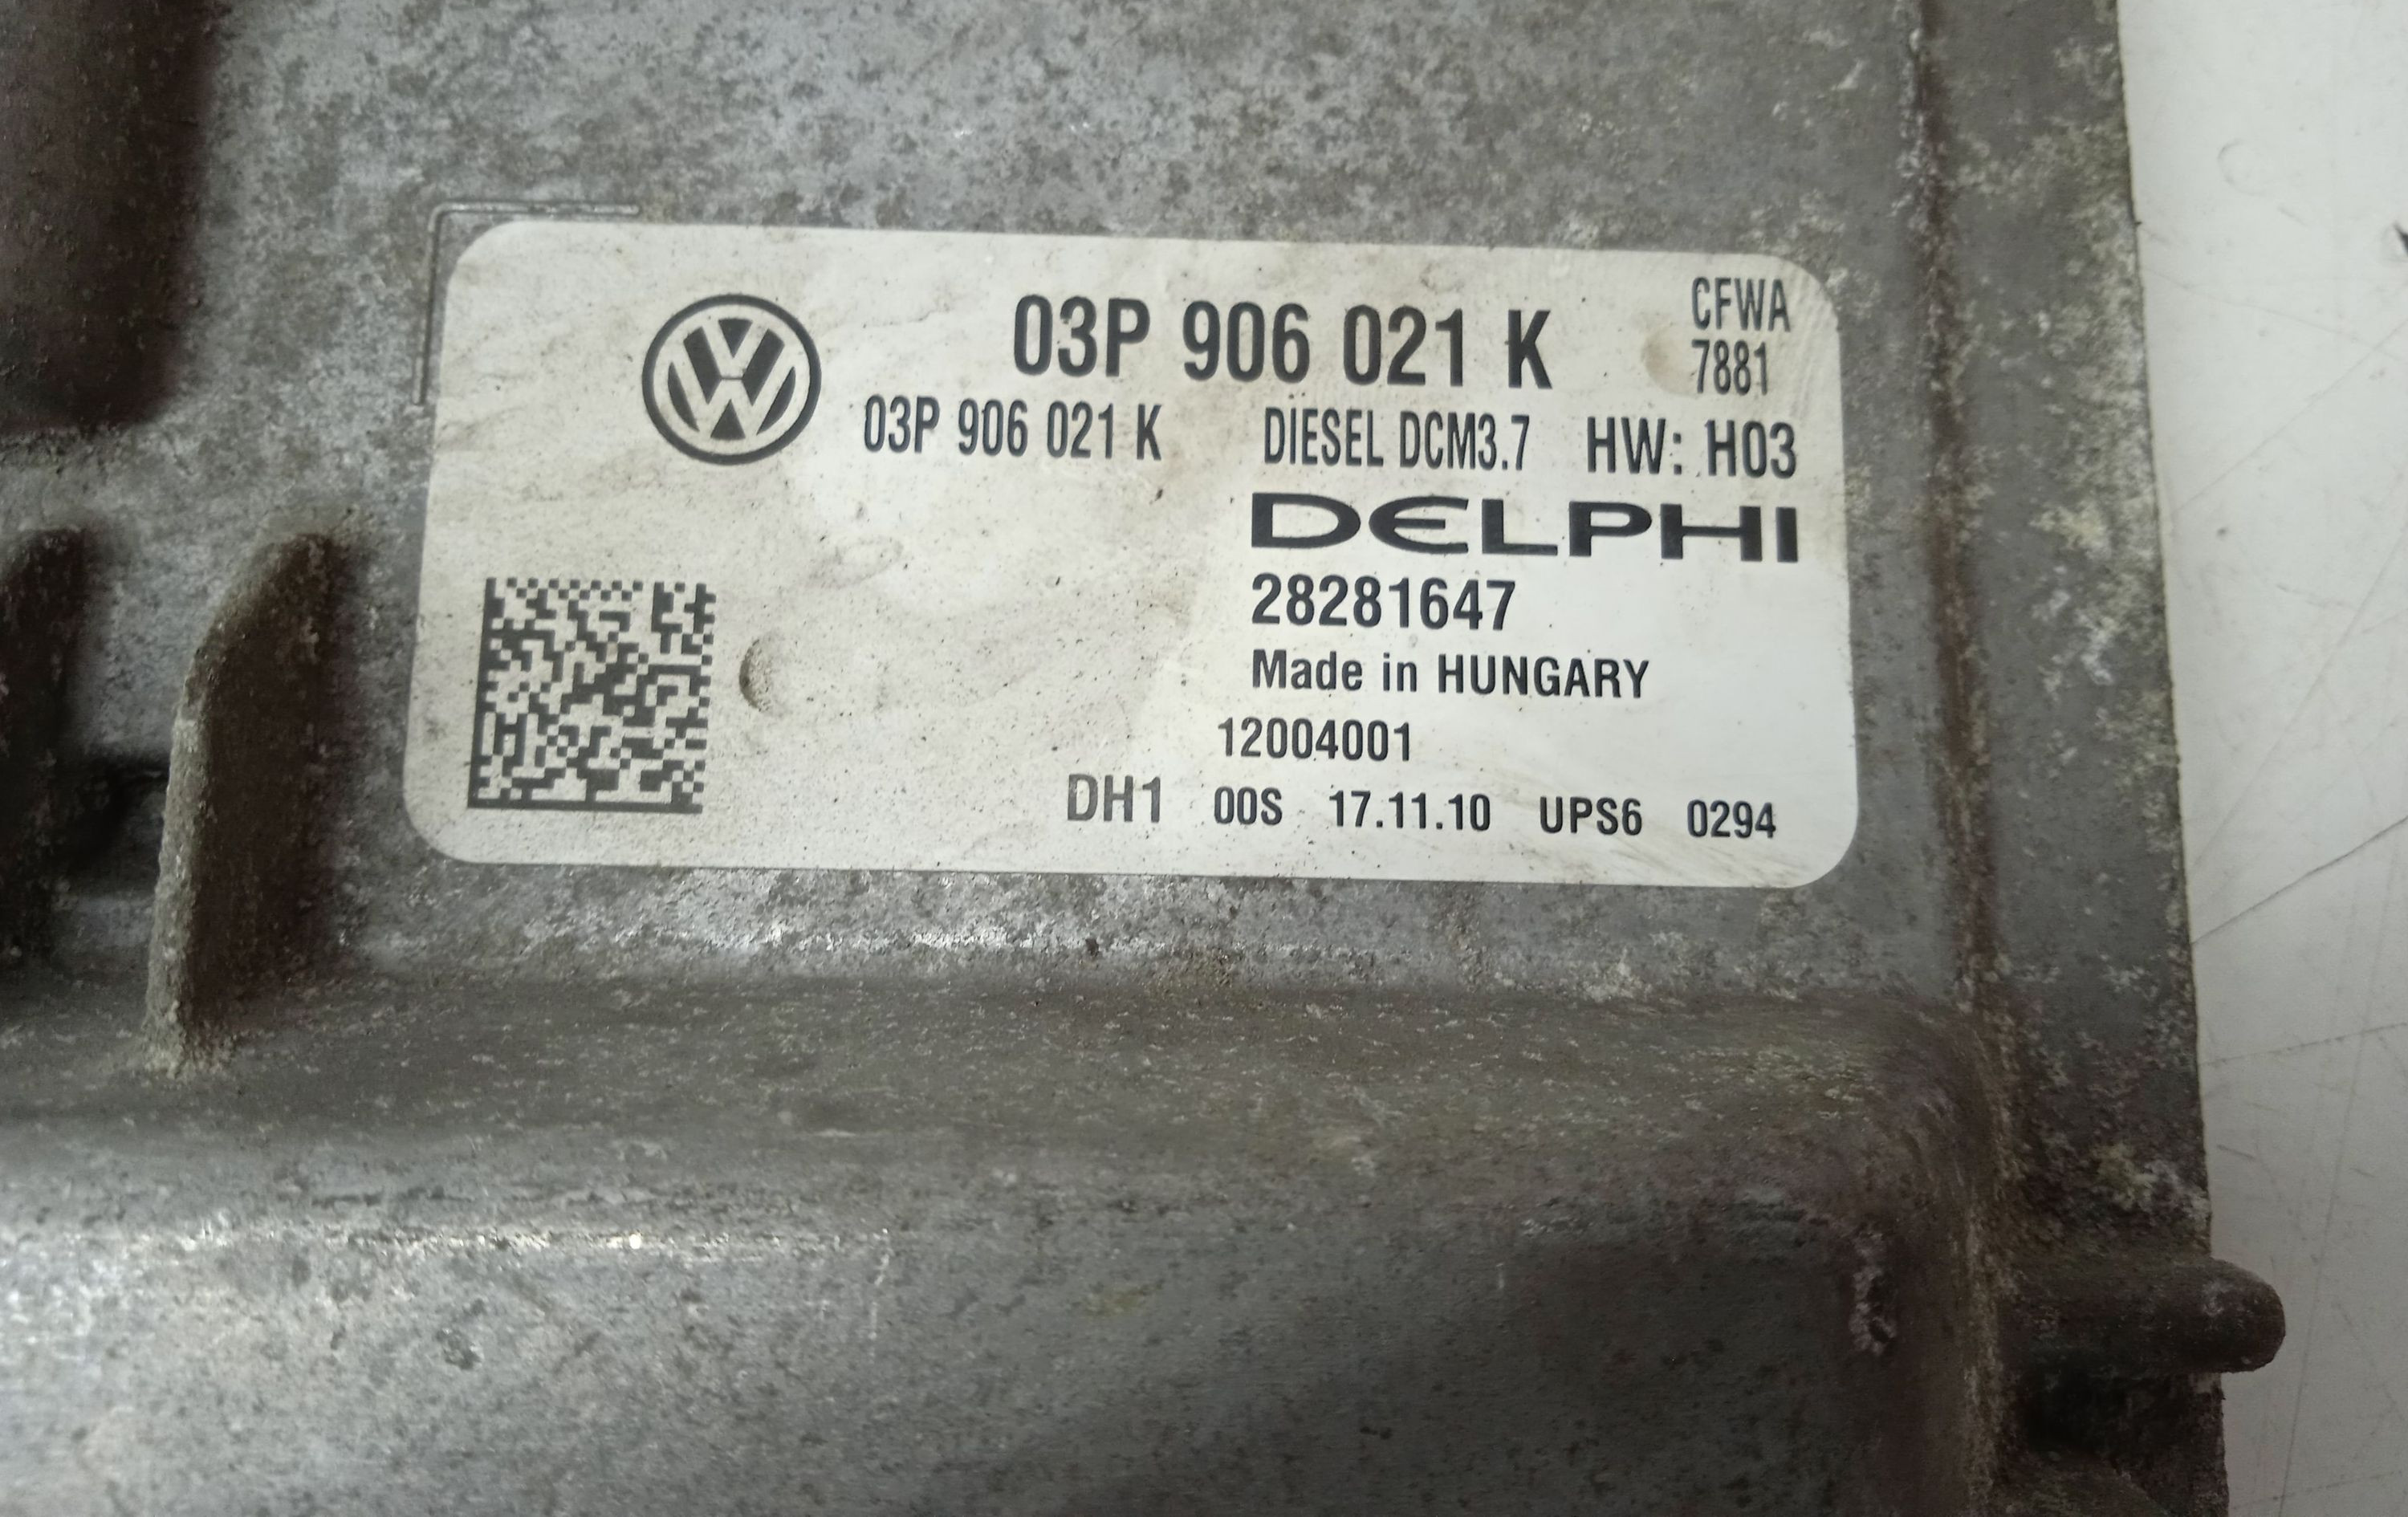 03P 906 021 K
CFWA
7881
03P 906 021 K DIESEL DCM3.7 HW: H03
DELPHI
28281647
Made in HUNGARY
12004001
DH1 00S 17.11.10 UPS6 0294